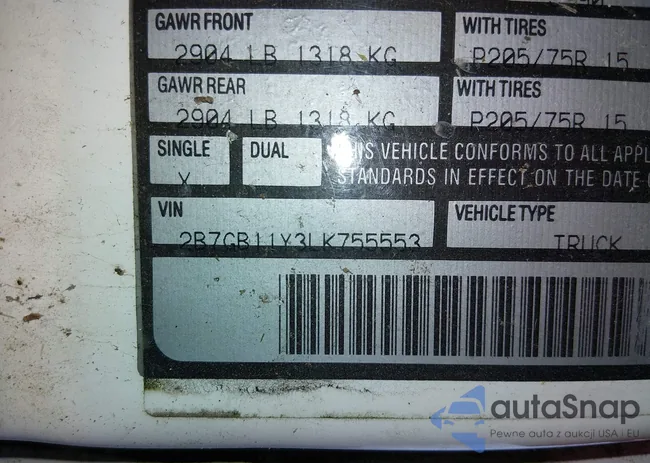 GAWR FRONT
WITH TIRES
2904 LB 1318 KG
P205/75R 15
GAWR REAR
WITH TIRES
2904 LB 1318 KG
P205/75R 15
SINGLE
DUAL
X
THIS VEHICLE CONFORMS TO ALL APPL
STANDARDS IN EFFECT ON THE DATE O
VIN
VEHICLE TYPE
2B7GB11Y3LK755553
TRUCK
autaSnap
Pewne auta z aukcji USA i EU